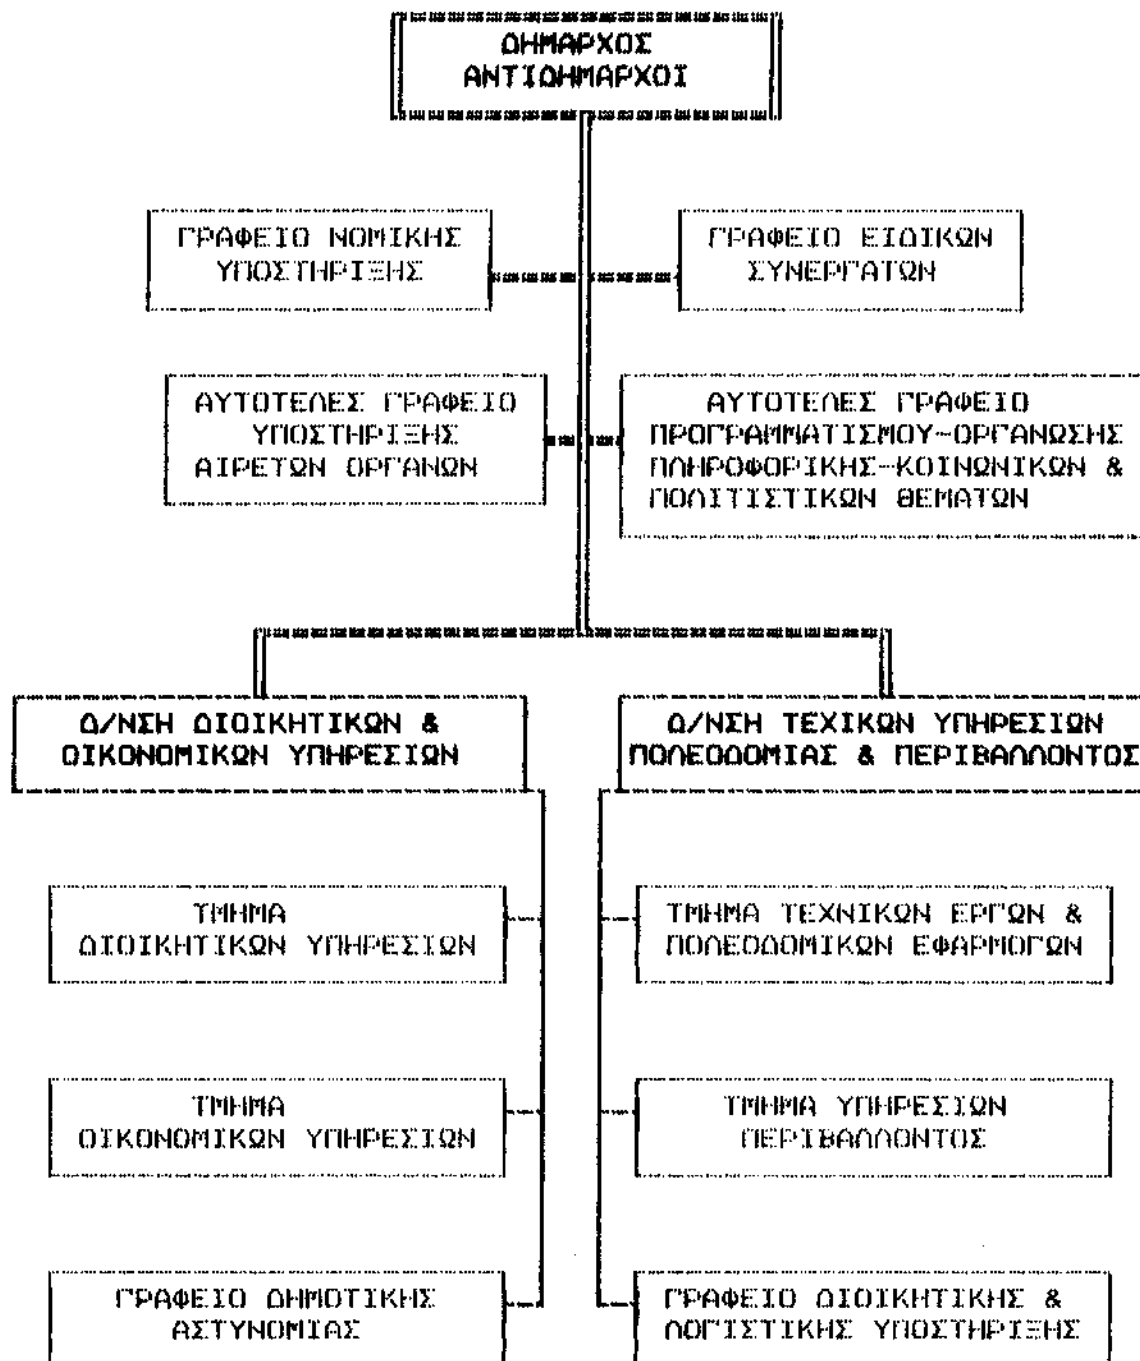 ΔΗΜΑΡΧΟΣ
ΑΝΤΙΔΗΜΑΡΧΟΙ
ΓΡΑΦΕΙΟ ΝΟΜΙΚΗΣ
ΥΠΟΣΤΗΡΙΞΗΣ
ΓΡΑΦΕΙΟ ΕΙΔΙΚΩΝ
ΣΥΝΕΡΓΑΤΩΝ
ΑΥΤΟΤΕΛΕΣ ΓΡΑΦΕΙΟ
ΥΠΟΣΤΗΡΙΞΗΣ
ΑΙΡΕΤΩΝ ΟΡΓΑΝΩΝ
ΑΥΤΟΤΕΛΕΣ ΓΡΑΦΕΙΟ
ΠΡΟΓΡΑΜΜΑΤΙΣΜΟΥ-ΟΡΓΑΝΩΣΗΣ
ΠΛΗΡΟΦΟΡΙΚΗΣ-ΚΟΙΝΩΝΙΚΩΝ &
ΠΟΛΙΤΙΣΤΙΚΩΝ ΘΕΜΑΤΩΝ
Δ/ΝΣΗ ΔΙΟΙΚΗΤΙΚΩΝ &
ΟΙΚΟΝΟΜΙΚΩΝ ΥΠΗΡΕΣΙΩΝ
Δ/ΝΣΗ ΤΕΧΙΚΩΝ ΥΠΗΡΕΣΙΩΝ
ΠΟΛΕΟΔΟΜΙΑΣ & ΠΕΡΙΒΑΛΛΟΝΤΟΣ
ΤΜΗΜΑ
ΔΙΟΙΚΗΤΙΚΩΝ ΥΠΗΡΕΣΙΩΝ
ΤΜΗΜΑ ΤΕΧΝΙΚΩΝ ΕΡΓΩΝ &
ΠΟΛΕΟΔΟΜΙΚΩΝ ΕΦΑΡΜΟΓΩΝ
ΤΜΗΜΑ
ΟΙΚΟΝΟΜΙΚΩΝ ΥΠΗΡΕΣΙΩΝ
ΤΜΗΜΑ ΥΠΗΡΕΣΙΩΝ
ΠΕΡΙΒΑΛΛΟΝΤΟΣ
ΓΡΑΦΕΙΟ ΔΗΜΟΤΙΚΗΣ
ΑΣΤΥΝΟΜΙΑΣ
ΓΡΑΦΕΙΟ ΔΙΟΙΚΗΤΙΚΗΣ &
ΛΟΓΙΣΤΙΚΗΣ ΥΠΟΣΤΗΡΙΞΗΣ